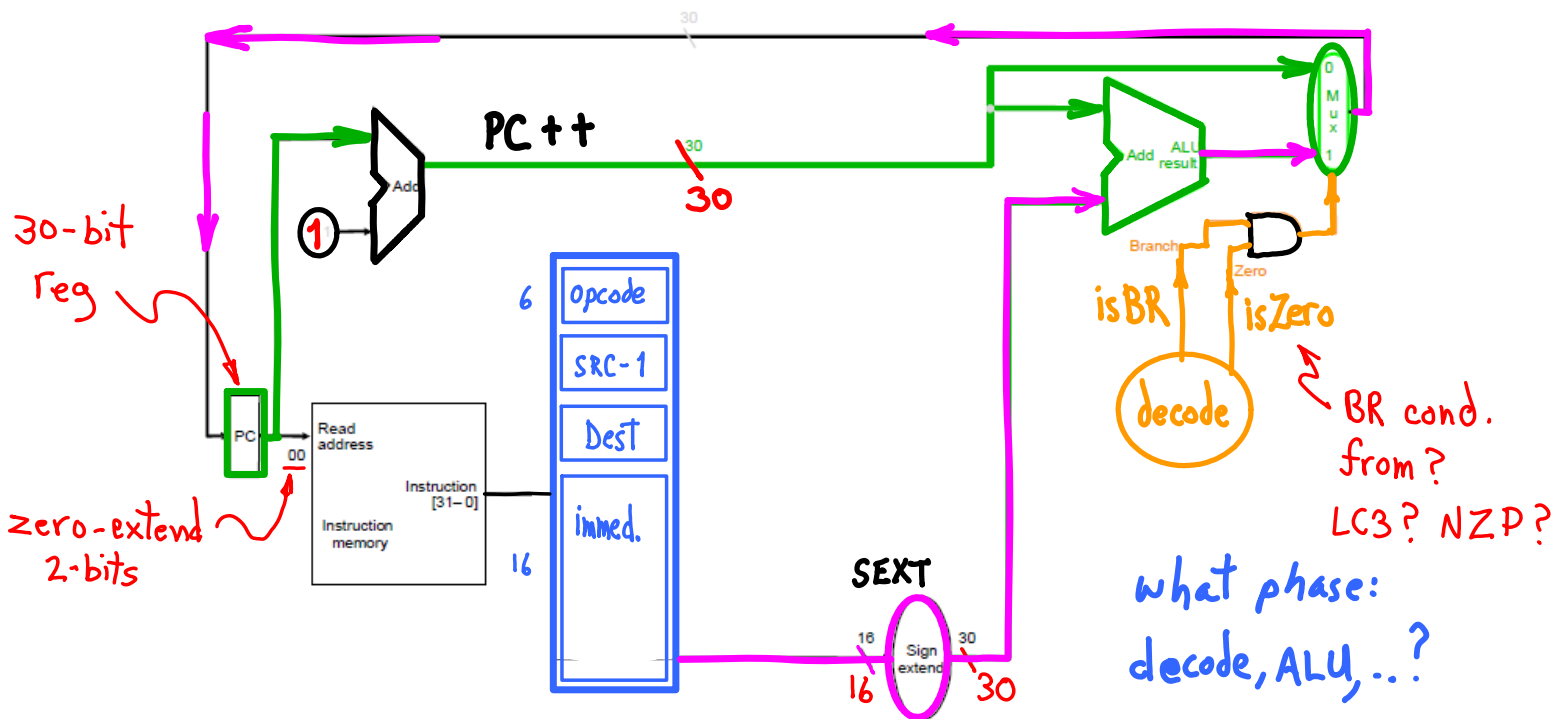 30
PC++
30
30
Add
1
0
M
u
x
1
Add
ALU
result
Branch
Zero
isBR
isZero
decode
BR cond.
from?
LC3? NZP?
30-bit
reg
PC
00
Read
address
Instruction
[31–0]
Instruction
memory
zero-extend
2-bits
6
opcode
SRC-1
Dest
immed.
16
SEXT
16
16
Sign
extend
30
30
what phase:
decode, ALU, ...?